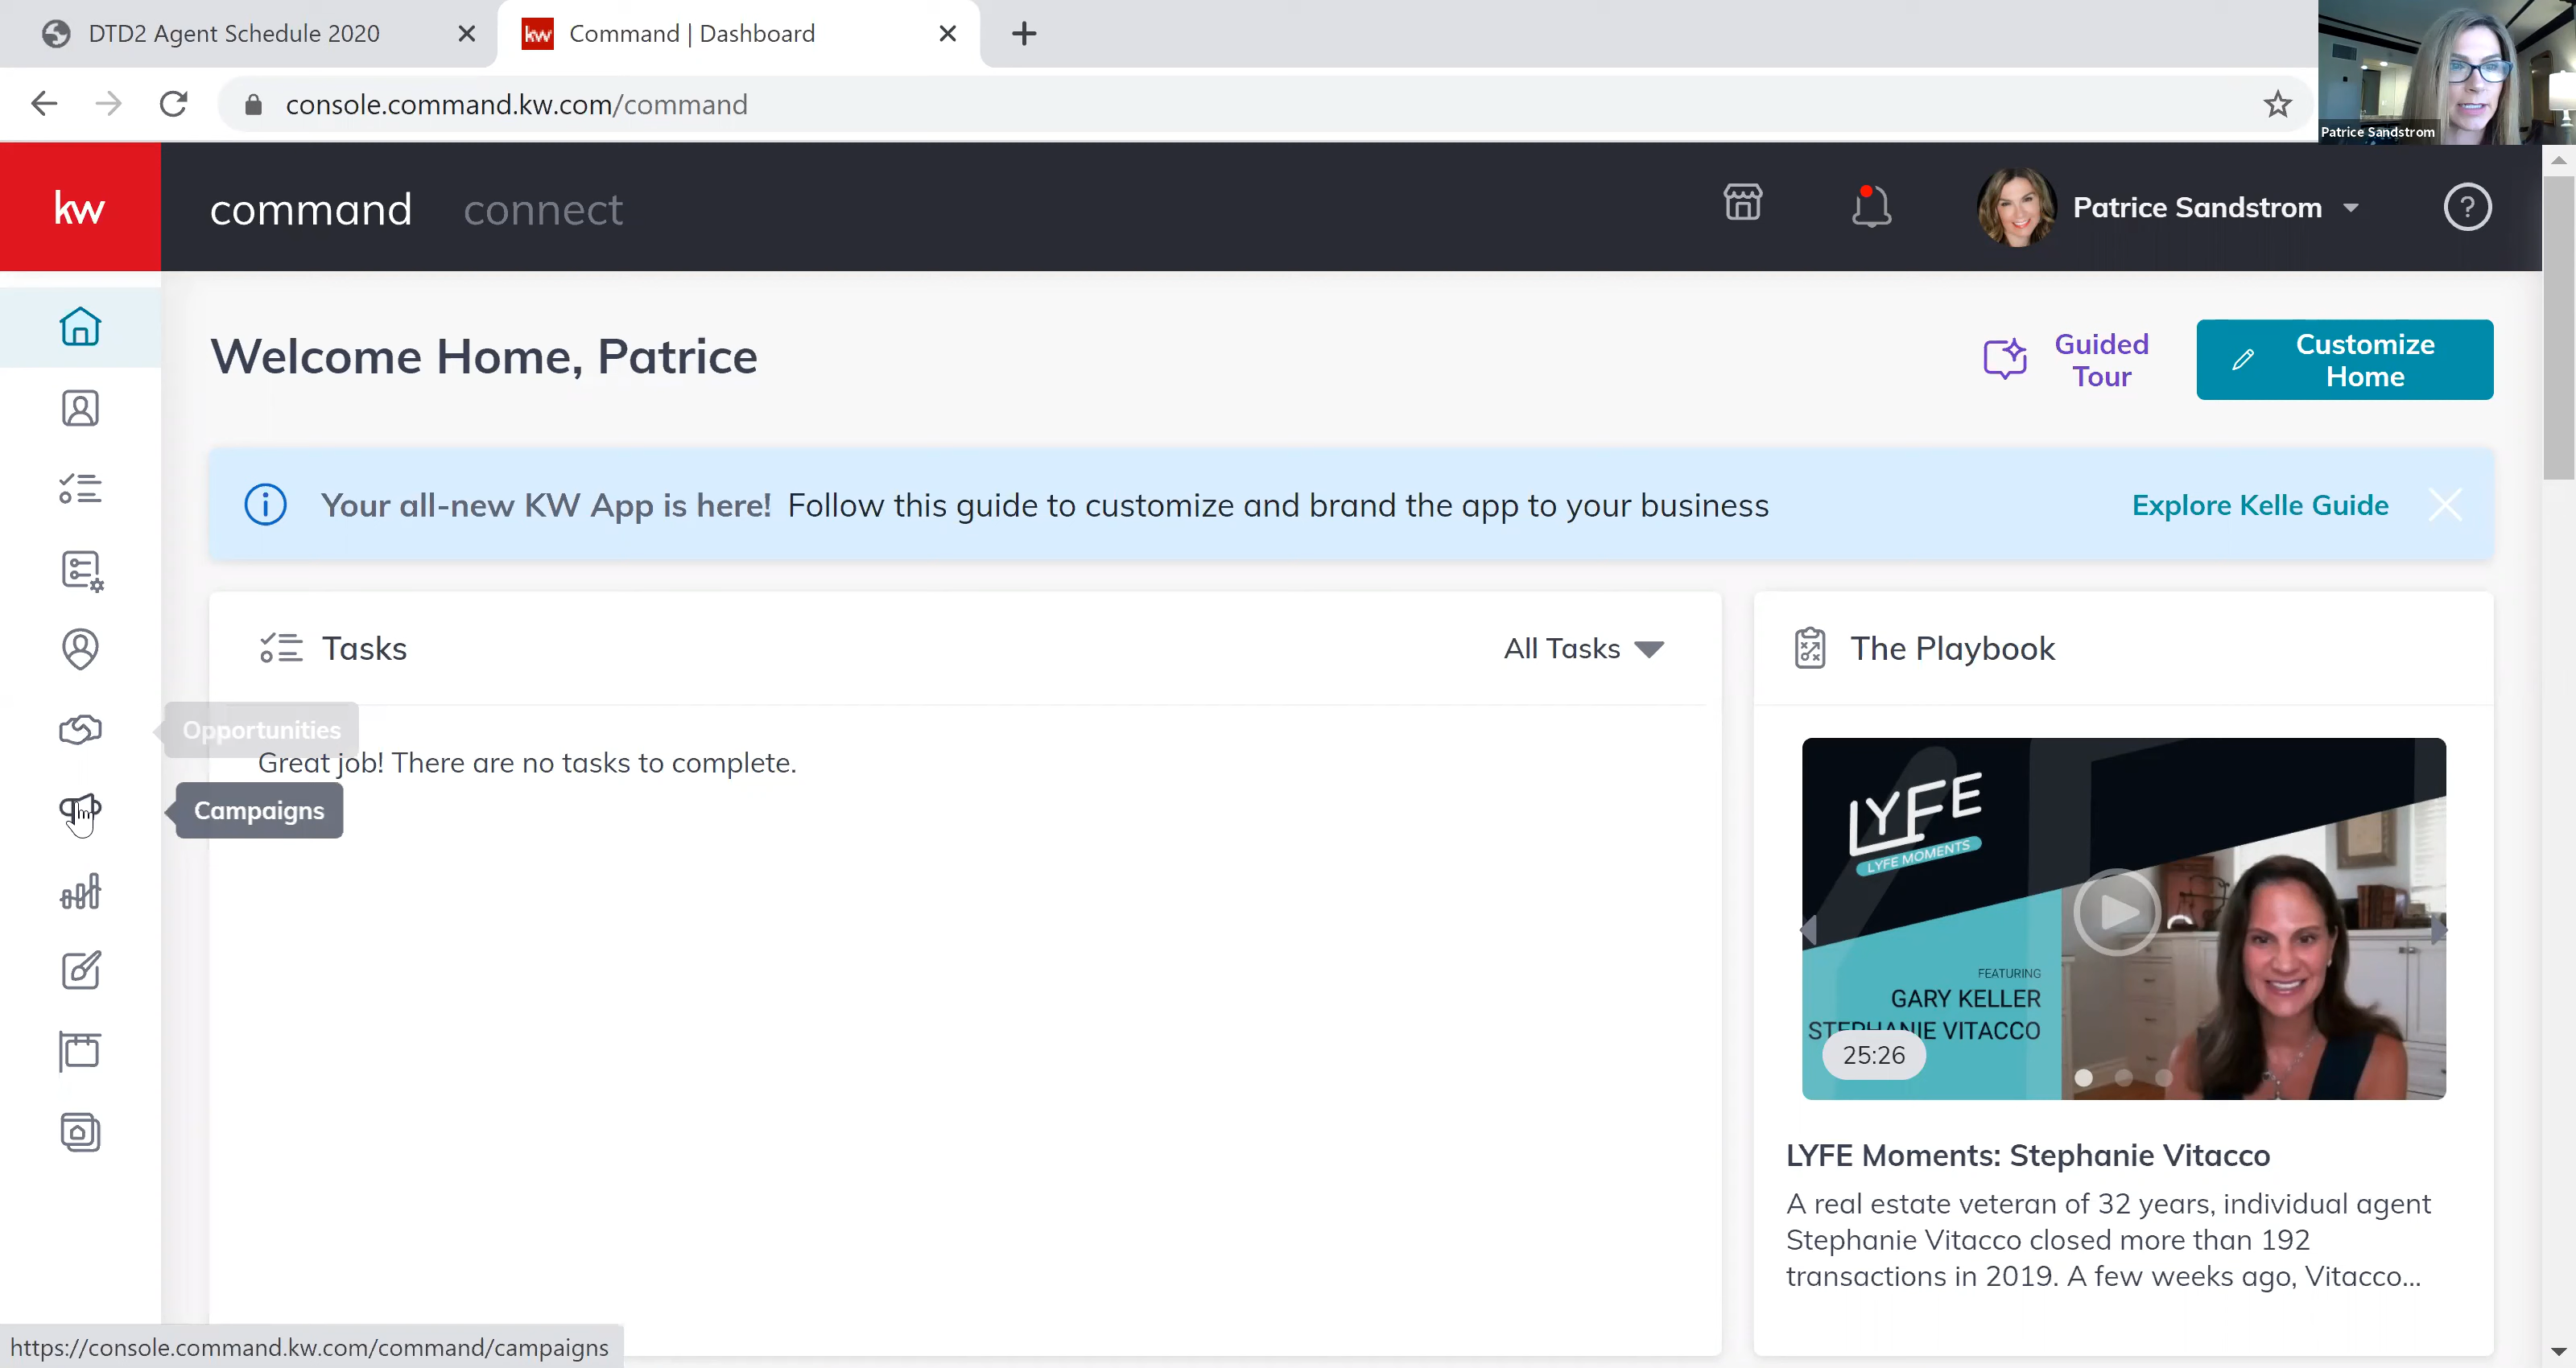 DTD2 Agent Schedule 2020
kw Command | Dashboard
console.command.kw.com/command
Patrice Sandstrom
kw
command connect
Patrice Sandstrom
?
Welcome Home, Patrice
Guided
Tour
Customize
Home
Your all-new KW App is here! Follow this guide to customize and brand the app to your business
Explore Kelle Guide
Tasks
All Tasks
The Playbook
Opportunities
Great job! There are no tasks to complete.
Campaigns
LYFE
LYFE MOMENTS
FEATURING
GARY KELLER
STEPHANIE VITACCO
25:26
LYFE Moments: Stephanie Vitacco
A real estate veteran of 32 years, individual agent
Stephanie Vitacco closed more than 192
transactions in 2019. A few weeks ago, Vitacco...
https://console.command.kw.com/command/campaigns